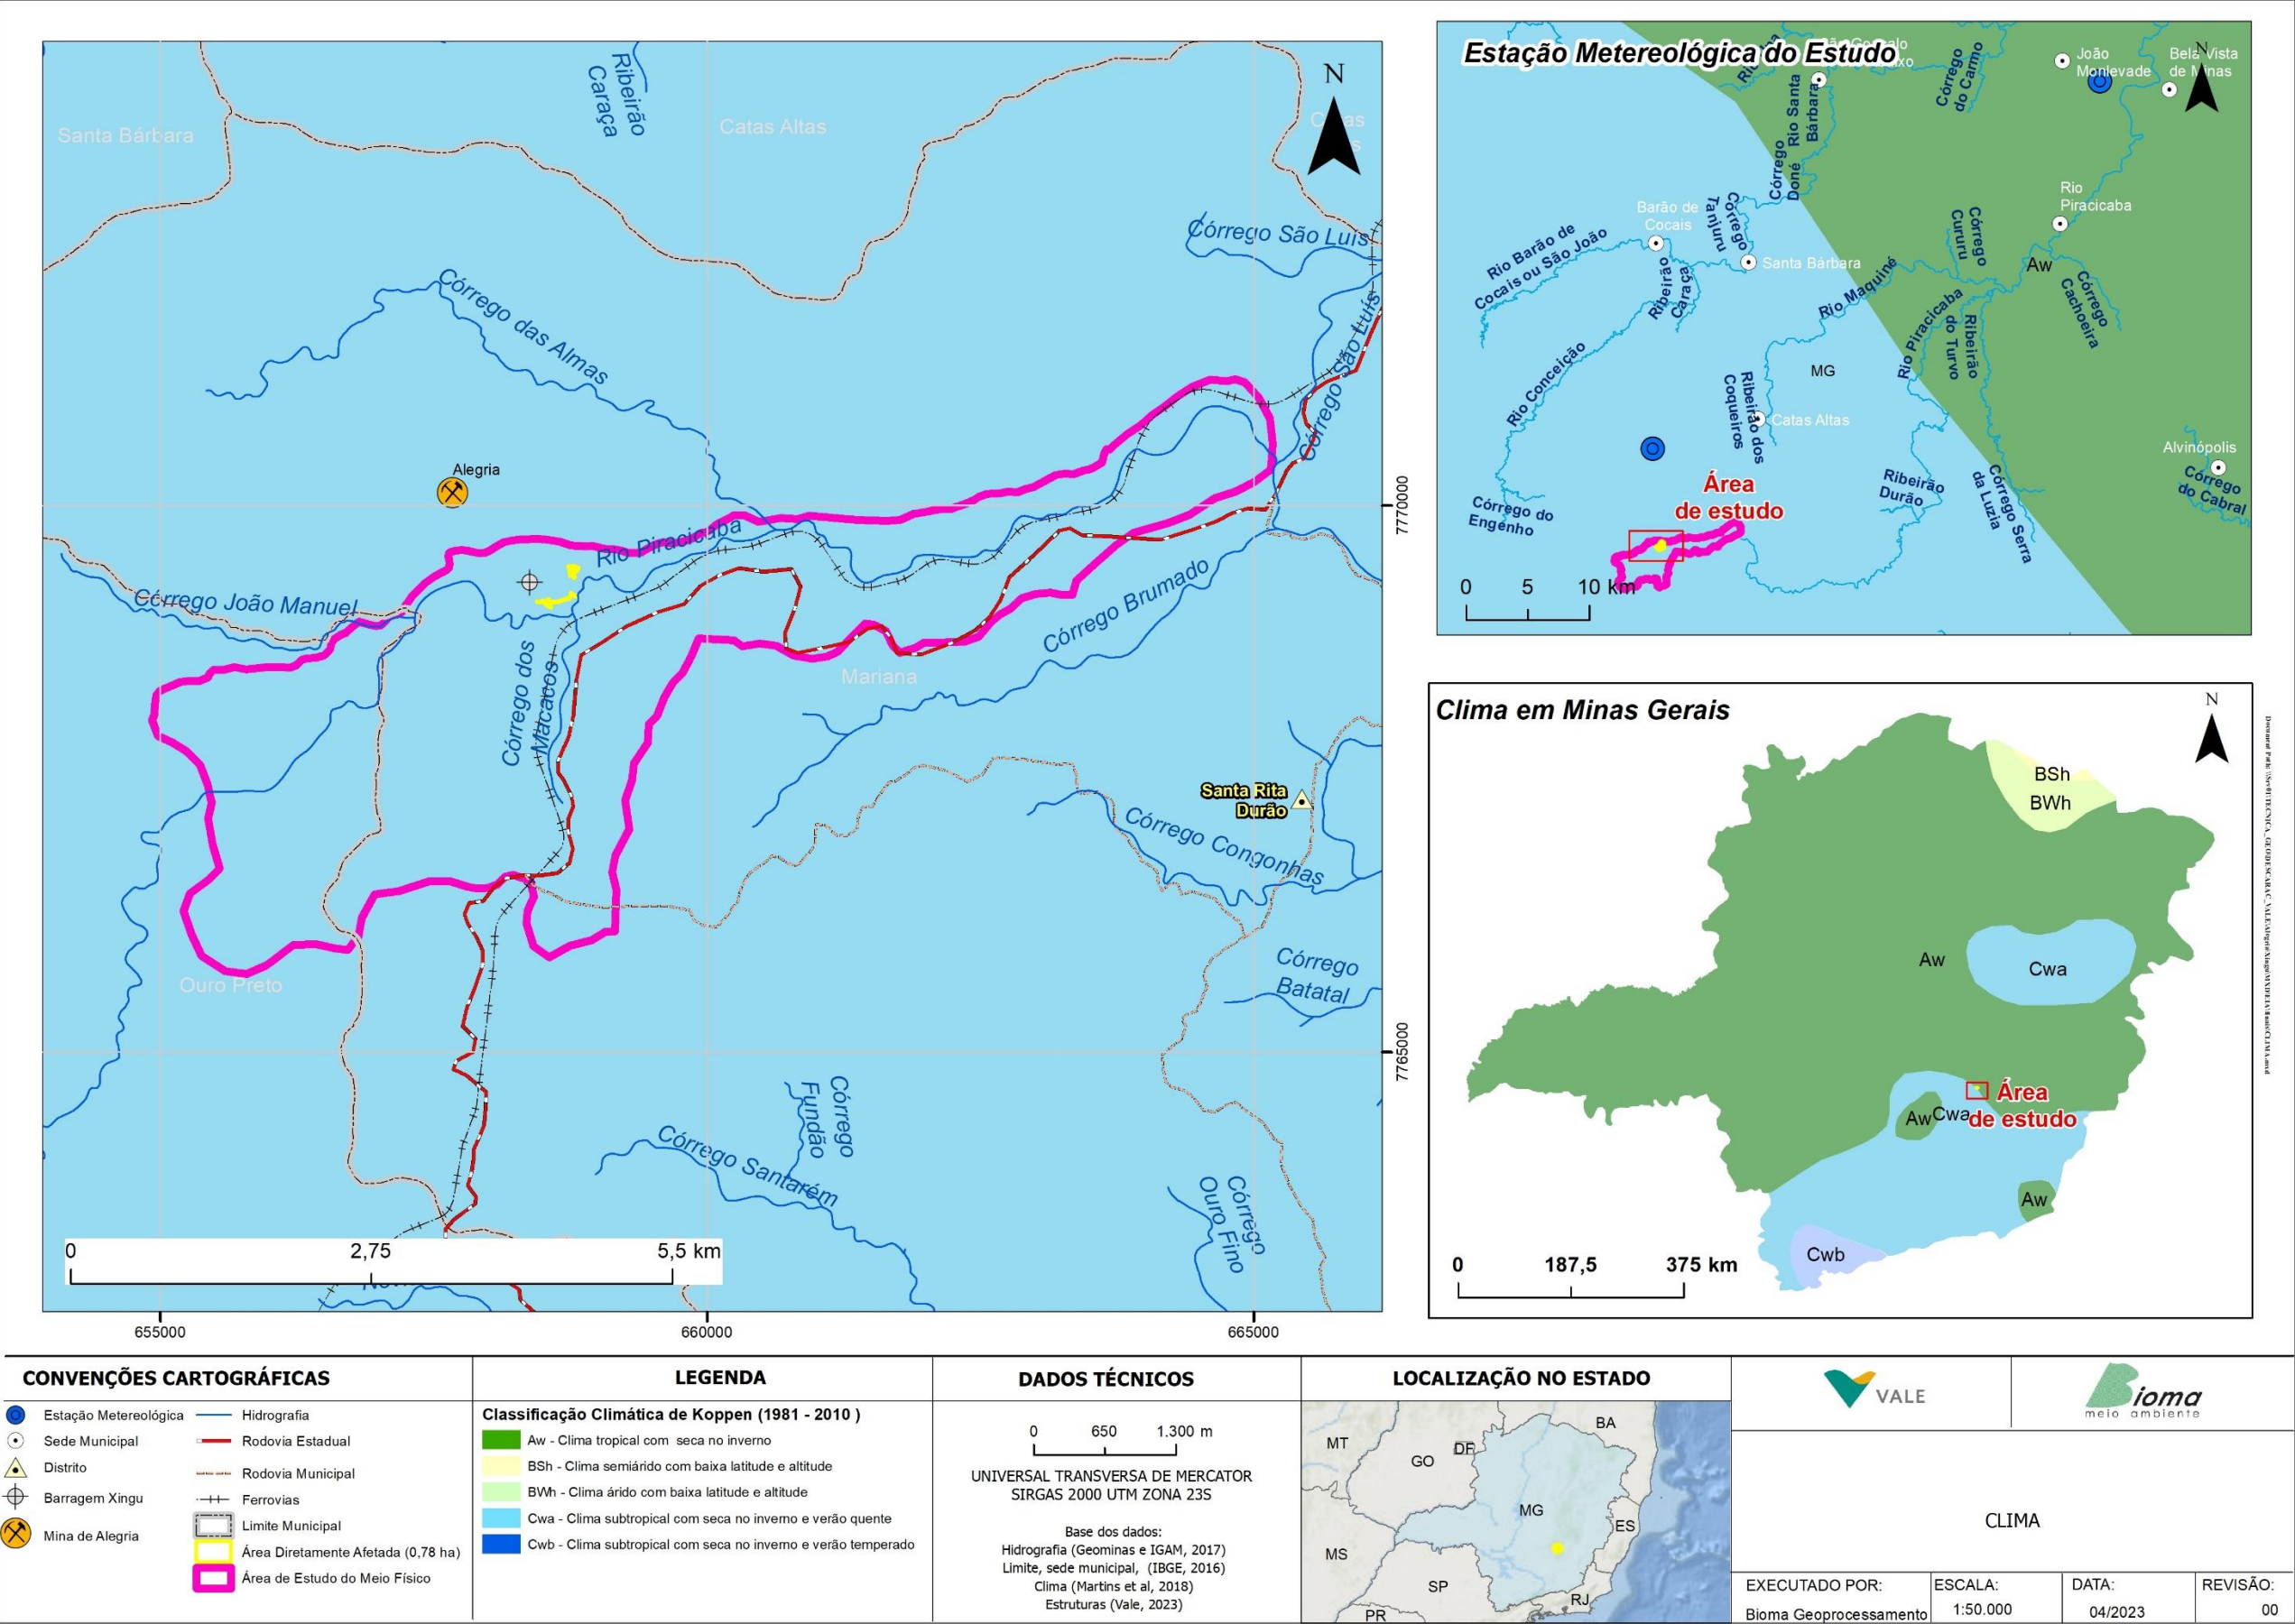 Santa Bárbara
Ribeirão
Caraça
Catas Altas
N
Córrego São Luís
Córrego das Almas
Córrego São Luís
Alegria
Rio Piracicaba
Córrego João Manuel
Córrego dos
Macacos
Córrego Brumado
Mariana
Santa Rita
Durão
Córrego Congonhas
Córrego
Batatal
Ouro Preto
Córrego
Fundão
Córrego Santarém
Córrego
Ouro Fino
0 2,75 5,5 km
655000 660000 665000
7770000
7765000
Estação Metereológica do Estudo
N
João
Monlevade
Bela Vista
de Minas
Córrego
do Carmo
Rio Santa
Bárbara
Córrego
Doné
Córrego
Tanjuru
Barão de
Cocais
Rio Barão de
Cocais ou São João
Santa Bárbara
Ribeirão
Caraça
Rio
Piracicaba
Córrego
Cururu
Aw
Córrego
Cachoeira
Rio Maquiné
Rio Piracicaba
Ribeirão
do Turvo
Rio Conceição
MG
Ribeirão dos
Coqueiros
Catas Altas
Alvinópolis
Córrego
do Cabral
Ribeirão
Durão
Córrego Serra
da Luzia
Córrego do
Engenho
Área
de estudo
0 5 10 km
Clima em Minas Gerais
N
BSh
BWh
Aw
Cwa
Área
de estudo
Aw
Cwa
Aw
Cwb
0 187,5 375 km
CONVENÇÕES CARTOGRÁFICAS
Estação Metereológica
Sede Municipal
Distrito
Barragem Xingu
Mina de Alegria
Hidrografia
Rodovia Estadual
Rodovia Municipal
Ferrovias
Limite Municipal
Área Diretamente Afetada (0,78 ha)
Área de Estudo do Meio Físico
LEGENDA
Classificação Climática de Koppen (1981 - 2010 )
Aw - Clima tropical com seca no inverno
BSh - Clima semiárido com baixa latitude e altitude
BWh - Clima árido com baixa latitude e altitude
Cwa - Clima subtropical com seca no inverno e verão quente
Cwb - Clima subtropical com seca no inverno e verão temperado
DADOS TÉCNICOS
0 650 1.300 m
UNIVERSAL TRANSVERSA DE MERCATOR
SIRGAS 2000 UTM ZONA 23S
Base dos dados:
Hidrografia (Geominas e IGAM, 2017)
Limite, sede municipal, (IBGE, 2016)
Clima (Martins et al, 2018)
Estruturas (Vale, 2023)
LOCALIZAÇÃO NO ESTADO
BA
MT
DF
GO
MG
ES
MS
SP
RJ
PR
VALE
Bioma
meio ambiente
CLIMA
EXECUTADO POR:
Bioma Geoprocessamento
ESCALA:
1:50.000
DATA:
04/2023
REVISÃO:
00